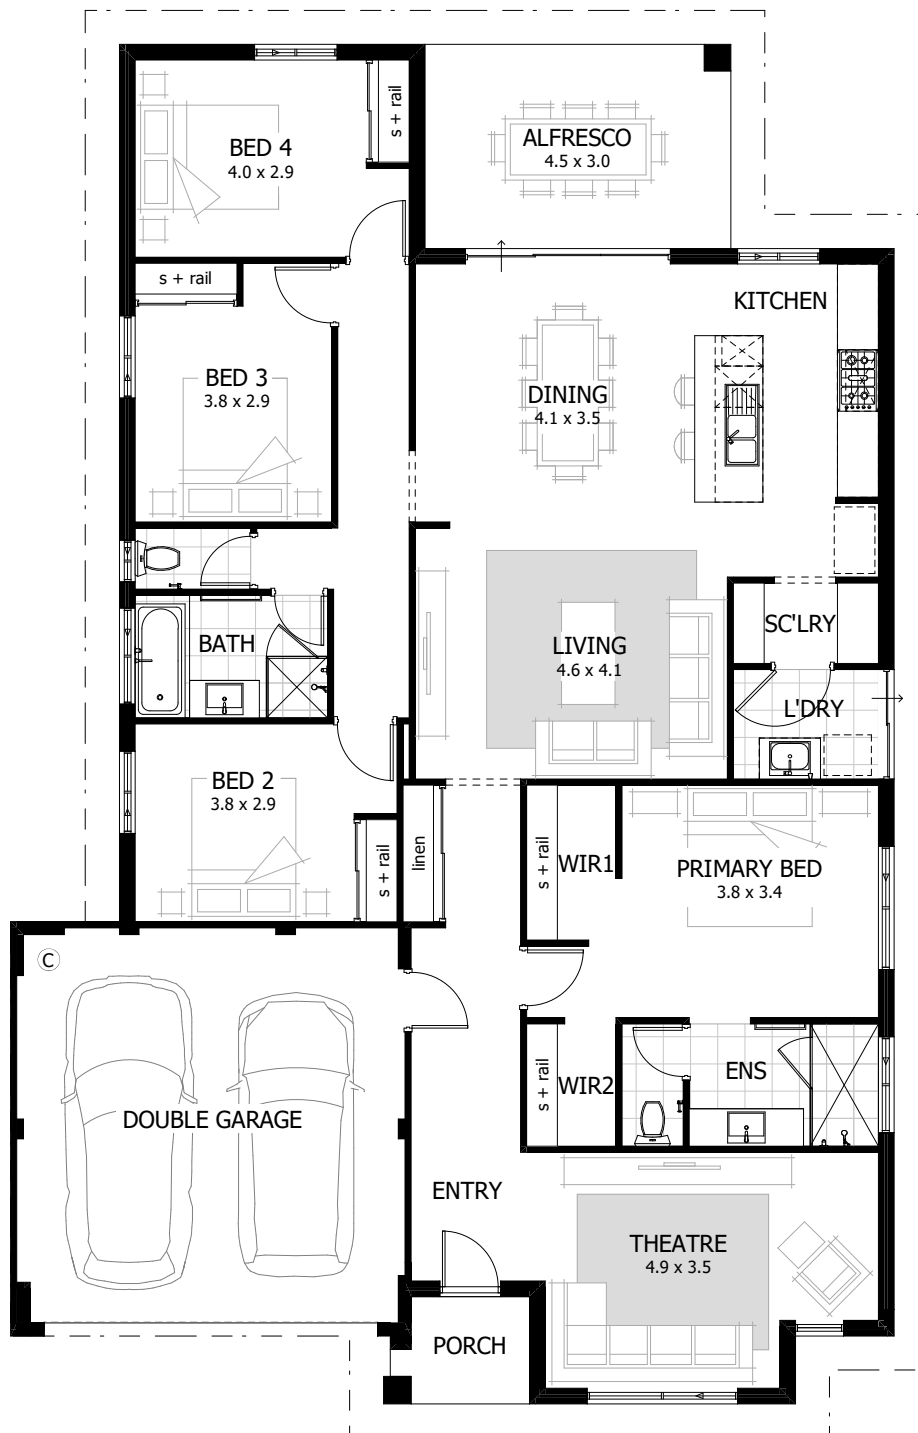 s + rail
BED 4
4.0 x 2.9
ALFRESCO
4.5 x 3.0
s + rail
KITCHEN
BED 3
3.8 x 2.9
DINING
4.1 x 3.5
BATH
LIVING
4.6 x 4.1
SC'LRY
L'DRY
BED 2
3.8 x 2.9
s + rail
linen
s + rail
WIR1
PRIMARY BED
3.8 x 3.4
C
DOUBLE GARAGE
s + rail
WIR2
ENS
ENTRY
THEATRE
4.9 x 3.5
PORCH